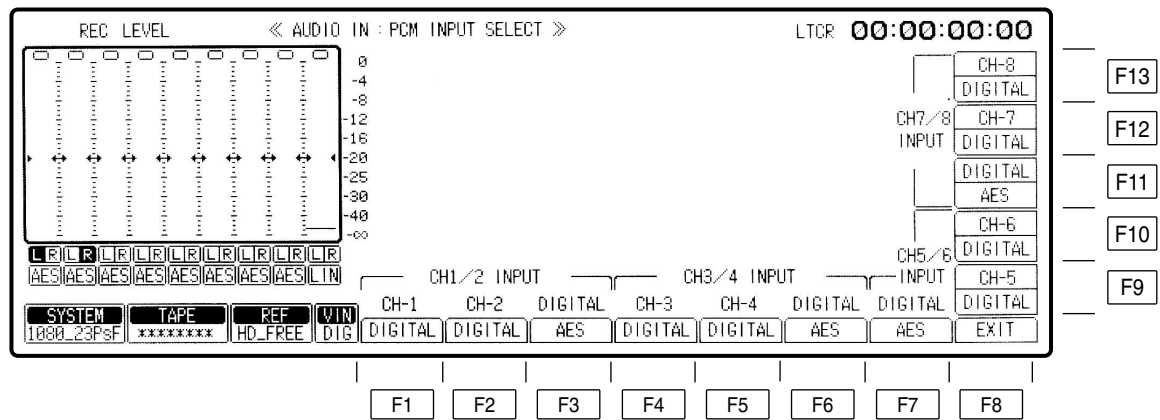 REC LEVEL ≪ AUDIO IN : PCM INPUT SELECT ≫ LTCR 00:00:00:00
0
-4
-8
-12
-16
-20
-25
-30
-40
-∞
L R L R L R L R L R L R L R L R L R
AES AES AES AES AES AES AES AES LIN
SYSTEM TAPE REF VIN
1080_23PsF ******** HD_FREE DIG
CH1/2 INPUT CH3/4 INPUT
CH-1 CH-2 DIGITAL CH-3 CH-4 DIGITAL DIGITAL
DIGITAL DIGITAL AES DIGITAL DIGITAL AES AES EXIT
CH7/8
INPUT
CH5/6
INPUT
CH-8
DIGITAL
CH-7
DIGITAL
DIGITAL
AES
CH-6
DIGITAL
CH-5
DIGITAL
F13
F12
F11
F10
F9
F1 F2 F3 F4 F5 F6 F7 F8